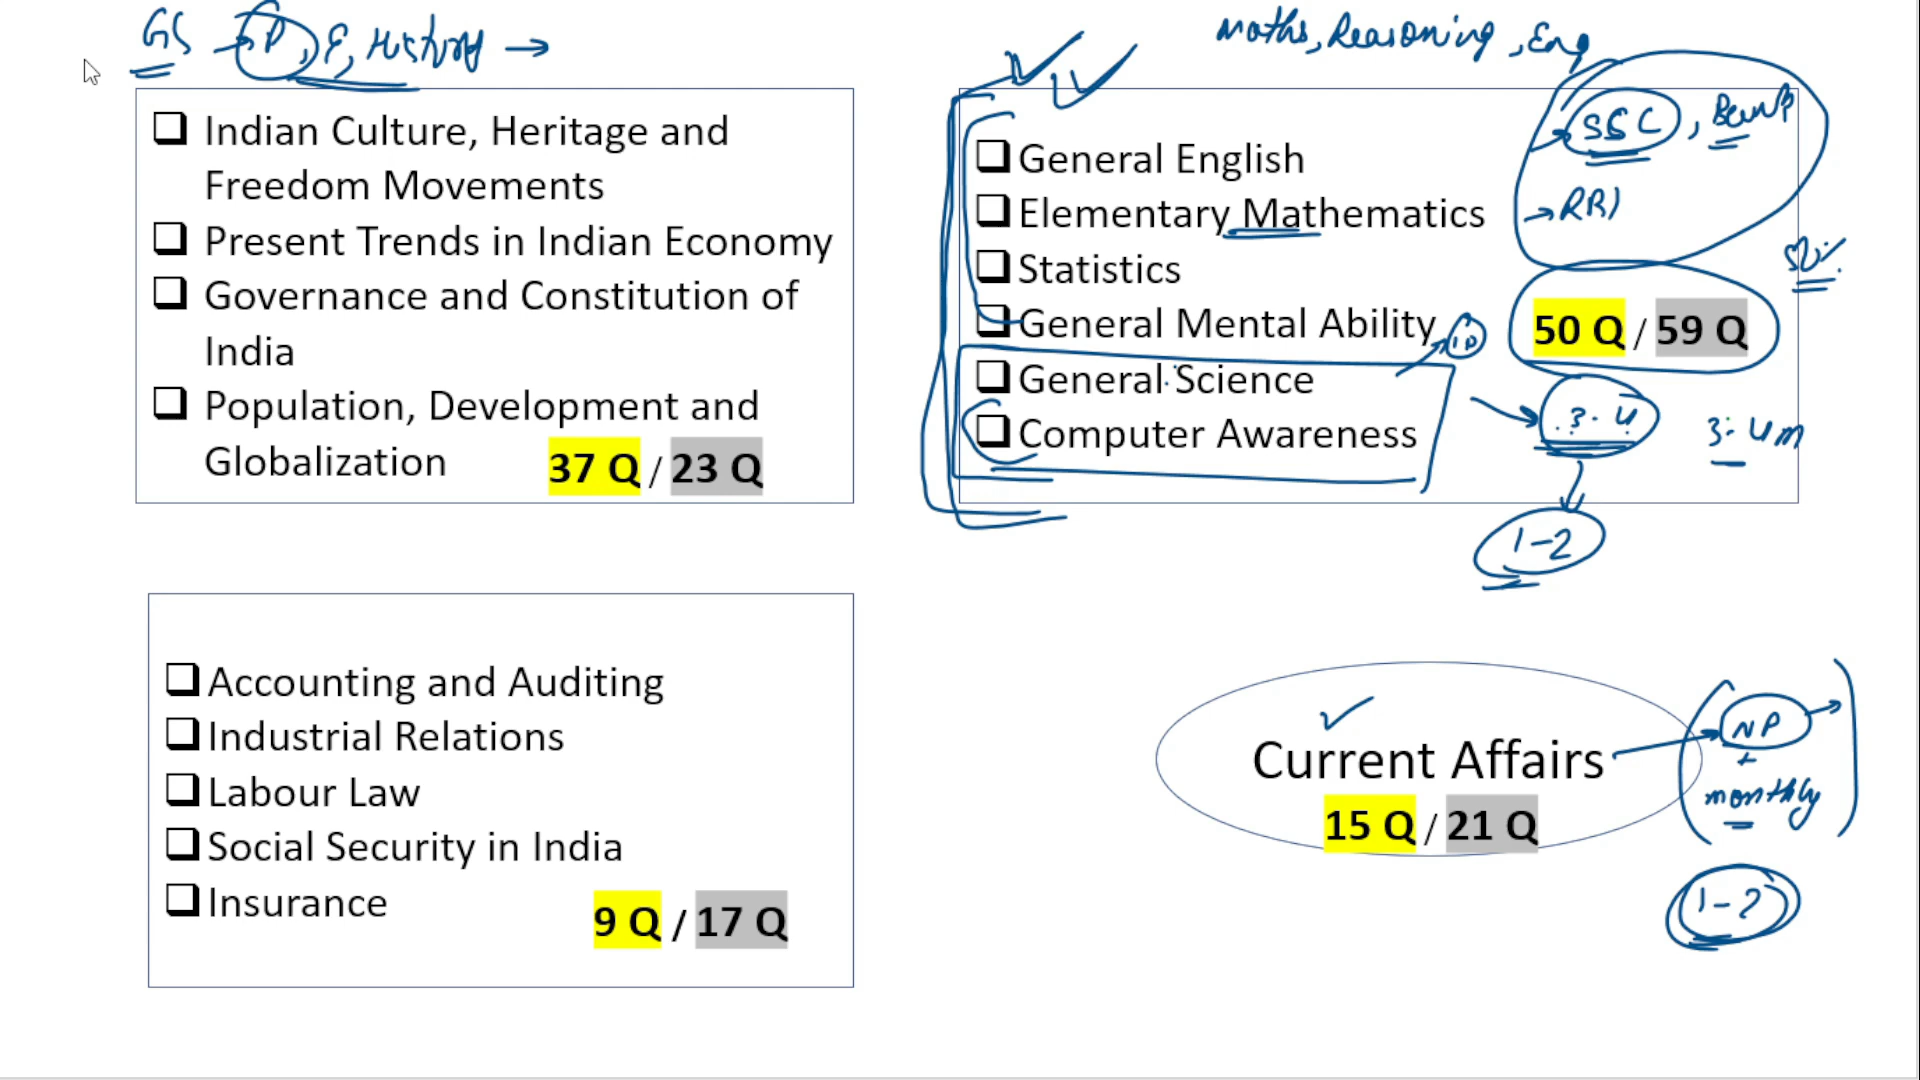 GS → P, E, History →
❑ Indian Culture, Heritage and
Freedom Movements
❑ Present Trends in Indian Economy
❑ Governance and Constitution of
India
❑ Population, Development and
Globalization
37 Q / 23 Q
Maths, Reasoning, Eng
❑ General English
❑ Elementary Mathematics
❑ Statistics
❑ General Mental Ability
❑ General Science
❑ Computer Awareness
→ SSC,
50 Q / 59 Q
10
3-4
3-4 m
1-2
❑ Accounting and Auditing
❑ Industrial Relations
❑ Labour Law
❑ Social Security in India
❑ Insurance
9 Q / 17 Q
Current Affairs
15 Q / 21 Q
NP →
+
monthly
1-2